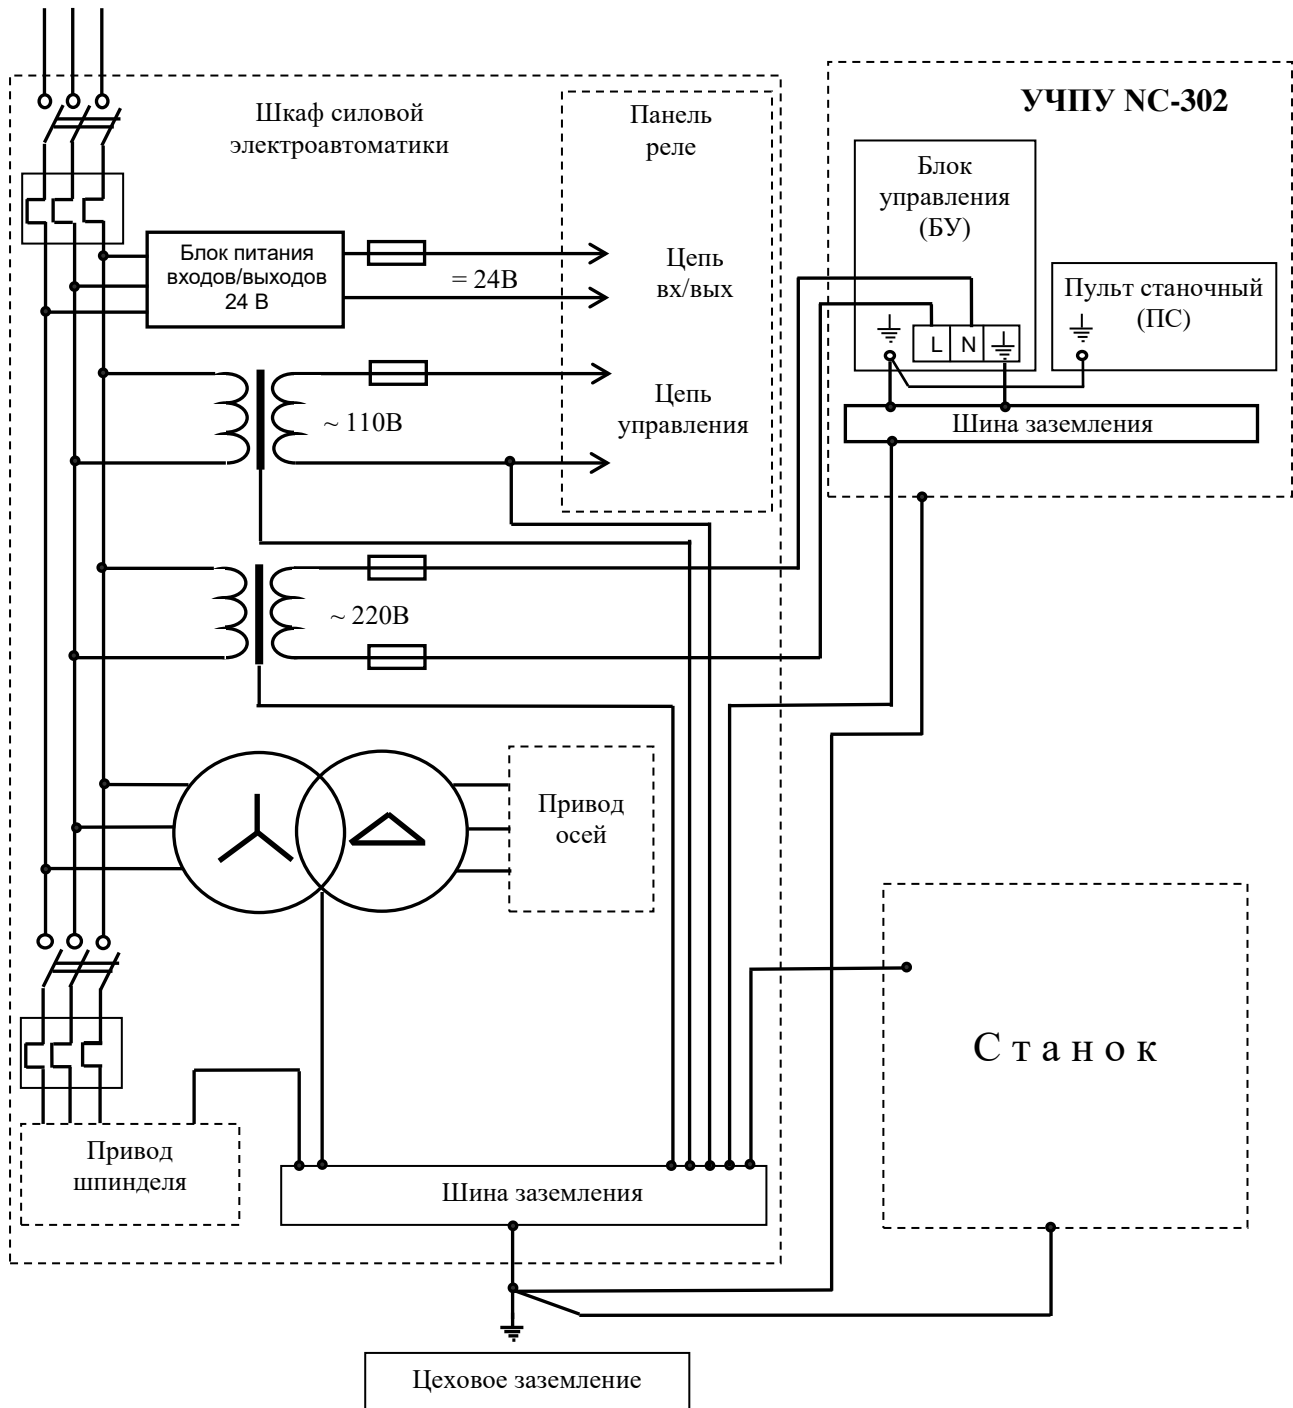 Шкаф силовой
электроавтоматики
Панель
реле
УЧПУ NC-302
Блок
управления
(БУ)
Блок питания
входов/выходов
24 В
= 24В
Цепь
вх/вых
Пульт станочный
(ПС)
L N
~ 110В
Цепь
управления
Шина заземления
~ 220В
Привод
осей
Станок
Привод
шпинделя
Шина заземления
Цеховое заземление